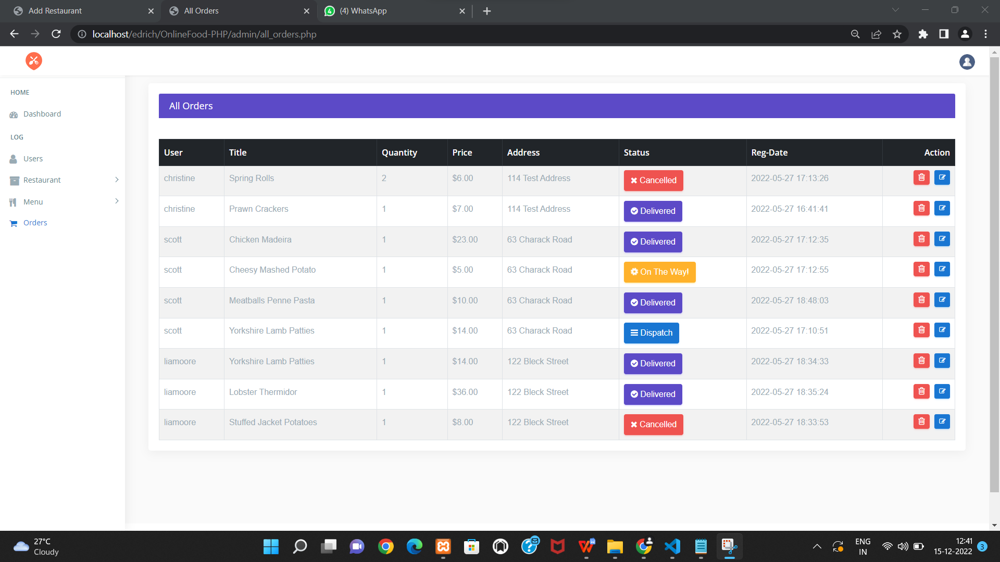 Add Restaurant
All Orders
(4) WhatsApp
localhost/edrich/OnlineFood-PHP/admin/all_orders.php
HOME
Dashboard
LOG
Users
Restaurant
Menu
Orders
All Orders
User Title Quantity Price Address Status Reg-Date Action
christine Spring Rolls 2 $6.00 114 Test Address Cancelled 2022-05-27 17:13:26
christine Prawn Crackers 1 $7.00 114 Test Address Delivered 2022-05-27 16:41:41
scott Chicken Madeira 1 $23.00 63 Charack Road Delivered 2022-05-27 17:12:35
scott Cheesy Mashed Potato 1 $5.00 63 Charack Road On The Way! 2022-05-27 17:12:55
scott Meatballs Penne Pasta 1 $10.00 63 Charack Road Delivered 2022-05-27 18:48:03
scott Yorkshire Lamb Patties 1 $14.00 63 Charack Road Dispatch 2022-05-27 17:10:51
liamoore Yorkshire Lamb Patties 1 $14.00 122 Bleck Street Delivered 2022-05-27 18:34:33
liamoore Lobster Thermidor 1 $36.00 122 Bleck Street Delivered 2022-05-27 18:35:24
liamoore Stuffed Jacket Potatoes 1 $8.00 122 Bleck Street Cancelled 2022-05-27 18:33:53
27°C
Cloudy
ENG
IN
12:41
15-12-2022
3